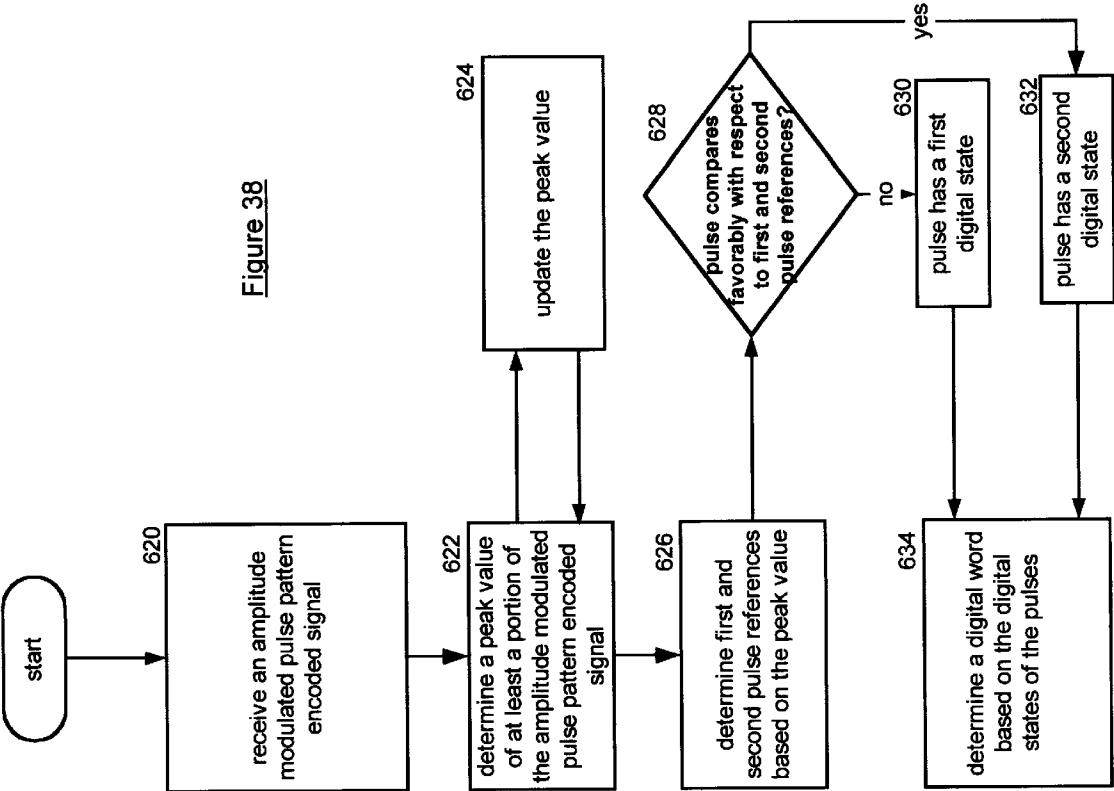 Figure 38
start
620
receive an amplitude
modulated pulse pattern
encoded signal
622
determine a peak value
of at least a portion of
the amplitude modulated
pulse pattern encoded
signal
624
update the peak value
626
determine first and
second pulse references
based on the peak value
628
pulse compares
favorably with respect
to first and second
pulse references?
no
yes
630
pulse has a first
digital state
632
pulse has a second
digital state
634
determine a digital word
based on the digital
states of the pulses